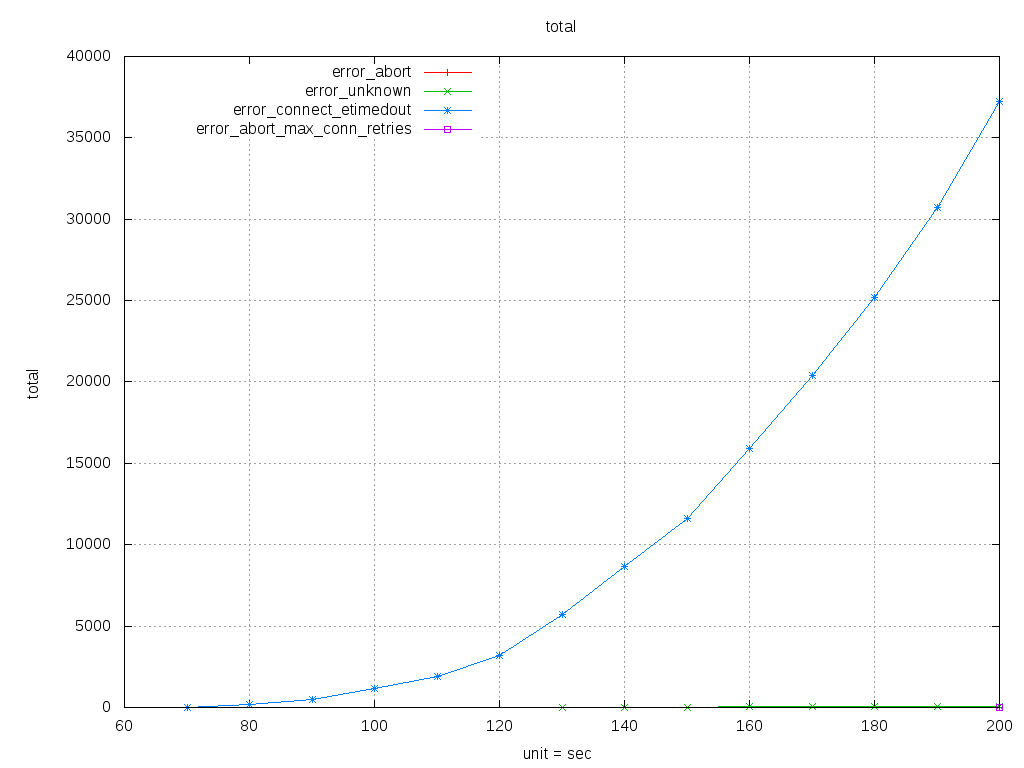 total
40000
35000
30000
25000
20000
15000
10000
5000
0
total
error_abort
error_unknown
error_connect_etimedout
error_abort_max_conn_retries
60 80 100 120 140 160 180 200
unit = sec